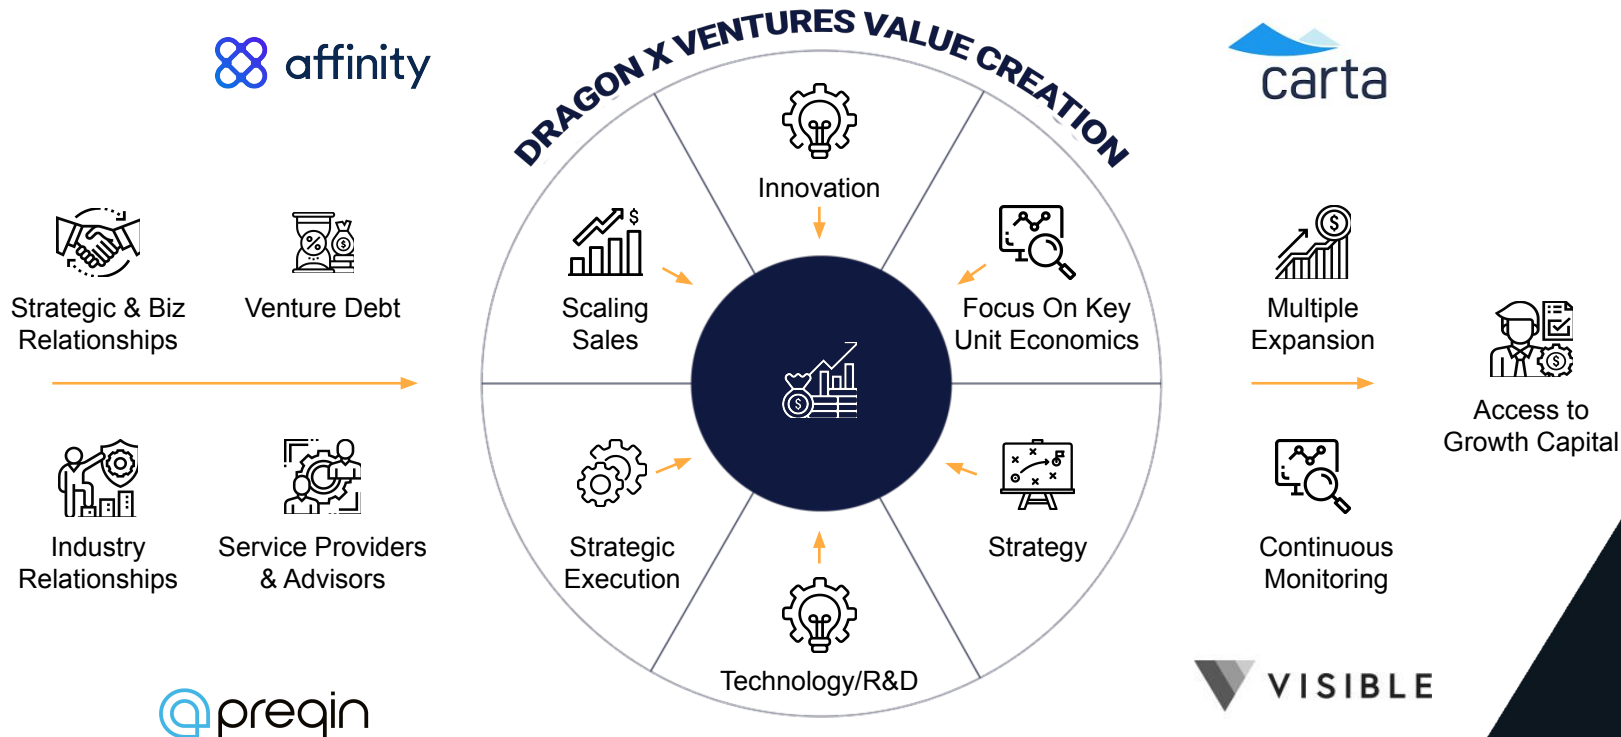 affinity
DRAGON X VENTURES VALUE CREATION
carta
Innovation
Strategic & Biz
Relationships
Venture Debt
Scaling
Sales
Focus On Key
Unit Economics
Multiple
Expansion
Access to
Growth Capital
Industry
Relationships
Service Providers
& Advisors
Strategic
Execution
Strategy
Continuous
Monitoring
Technology/R&D
preqin
VISIBLE